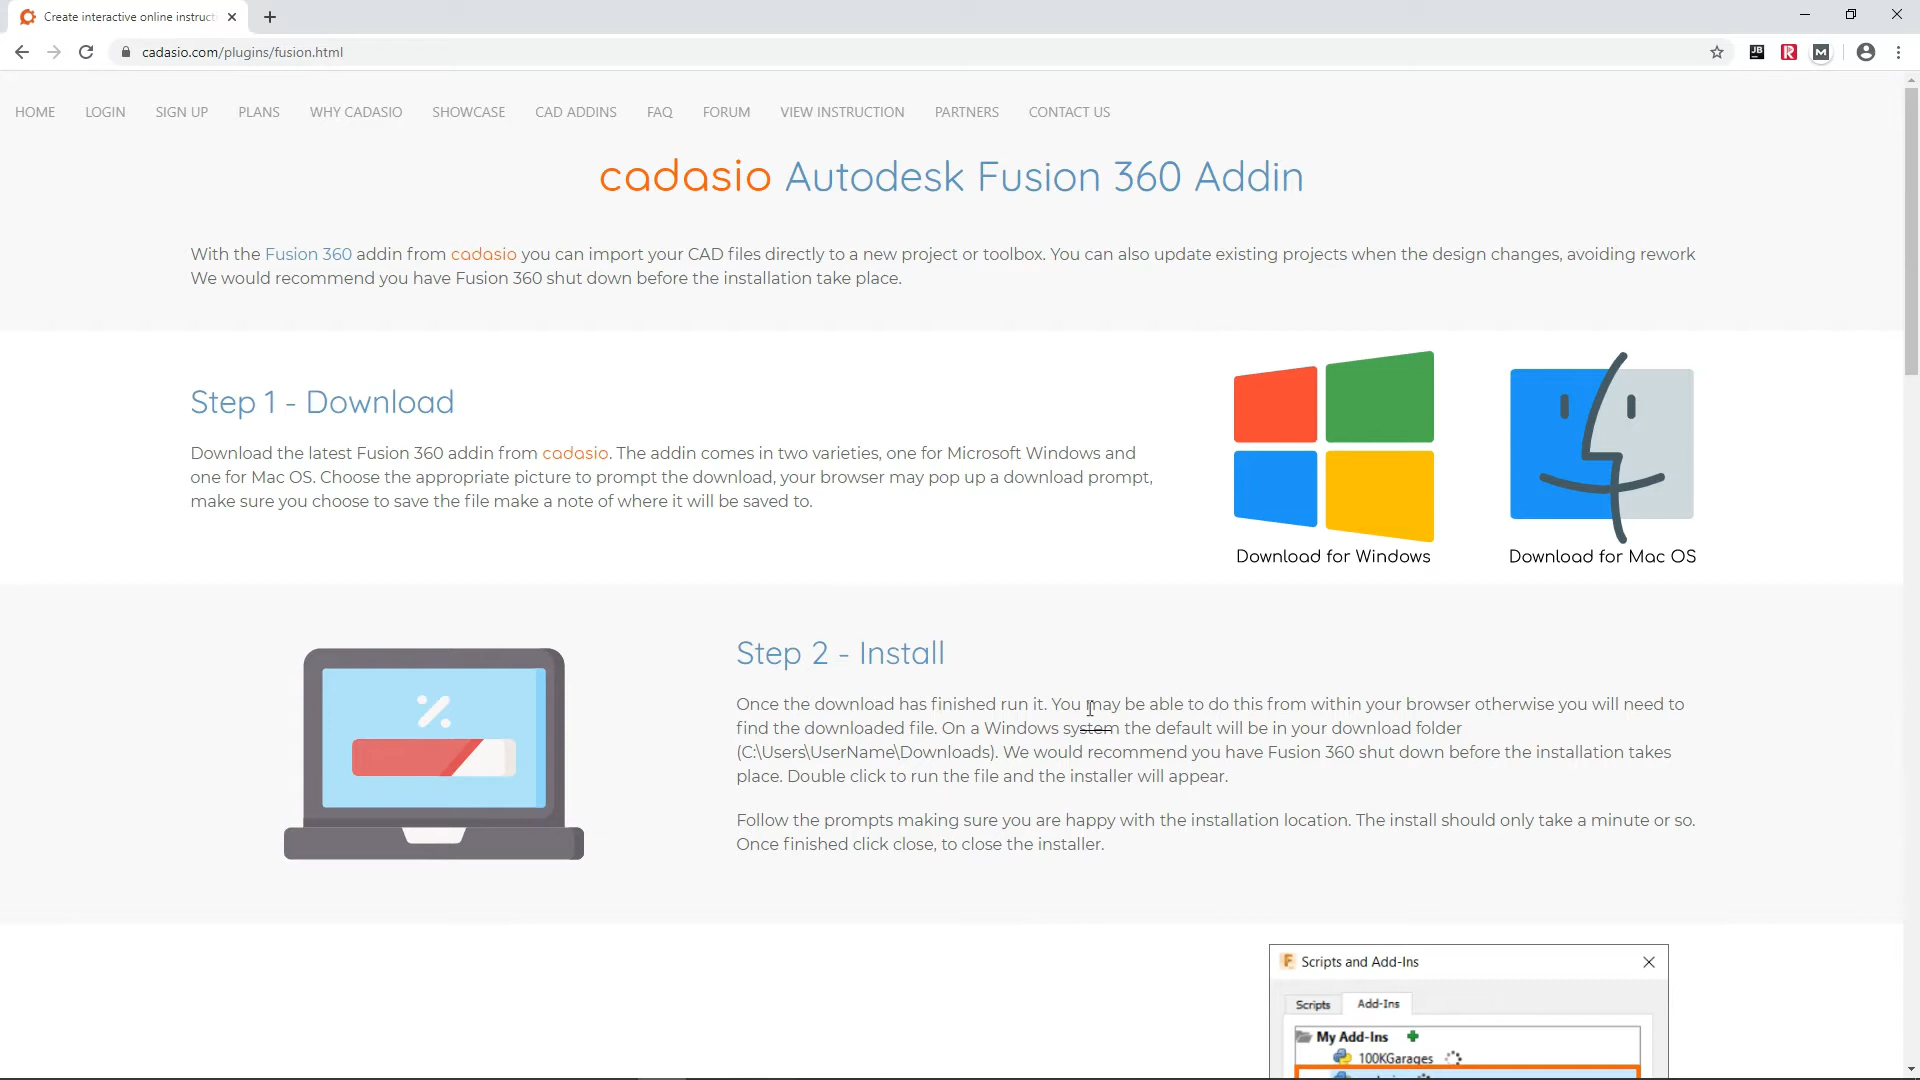 Create interactive online instruct
cadasio.com/plugins/fusion.html
JB
R
M
HOME LOGIN SIGN UP PLANS WHY CADASIO SHOWCASE CAD ADDINS FAQ FORUM VIEW INSTRUCTION PARTNERS CONTACT US
cadasio Autodesk Fusion 360 Addin
With the Fusion 360 addin from cadasio you can import your CAD files directly to a new project or toolbox. You can also update existing projects when the design changes, avoiding rework
We would recommend you have Fusion 360 shut down before the installation take place.
Step 1 - Download
Download the latest Fusion 360 addin from cadasio. The addin comes in two varieties, one for Microsoft Windows and
one for Mac OS. Choose the appropriate picture to prompt the download, your browser may pop up a download prompt,
make sure you choose to save the file make a note of where it will be saved to.
Download for Windows
Download for Mac OS
Step 2 - Install
Once the download has finished run it. You may be able to do this from within your browser otherwise you will need to
find the downloaded file. On a Windows system the default will be in your download folder
(C:\Users\UserName\Downloads). We would recommend you have Fusion 360 shut down before the installation takes
place. Double click to run the file and the installer will appear.
Follow the prompts making sure you are happy with the installation location. The install should only take a minute or so.
Once finished click close, to close the installer.
F Scripts and Add-Ins
Scripts Add-Ins
My Add-Ins
100KGarages